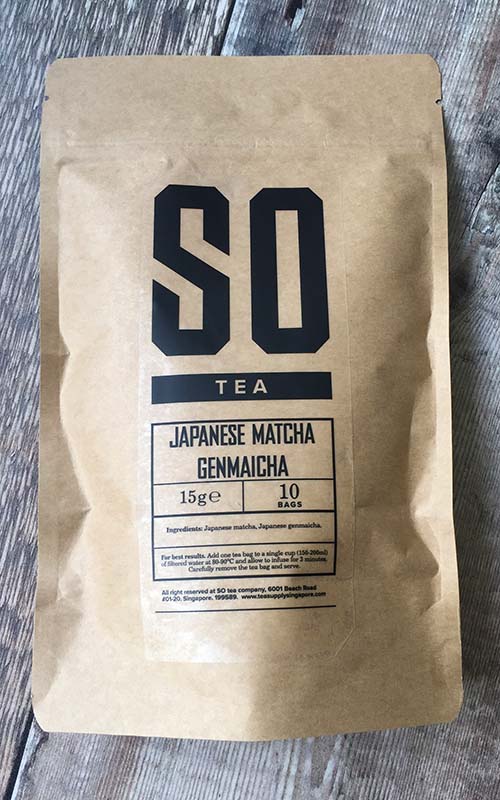 SO
TEA
JAPANESE MATCHA
GENMAICHA
15g℮
10
BAGS
Ingredients: Japanese matcha, Japanese genmaicha.
For best results. Add one tea bag to a single cup (150-200ml)
of filtered water at 80-90°C and allow to infuse for 3 minutes.
Carefully remove the tea bag and serve.
All right reserved at SO tea company, 6001 Beach Road
#01-20, Singapore, 199589. www.teasupplysingapore.com